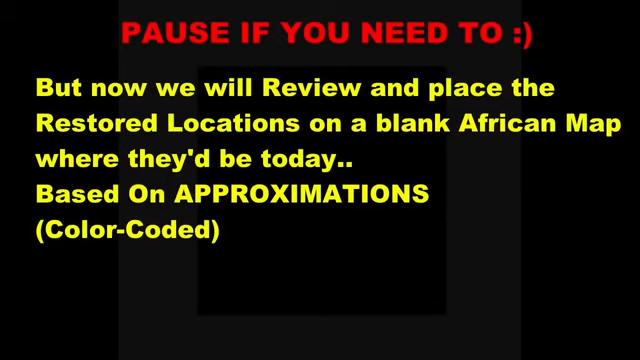 PAUSE IF YOU NEED TO :)
But now we will Review and place the
Restored Locations on a blank African Map
where they'd be today..
Based On APPROXIMATIONS
(Color-Coded)